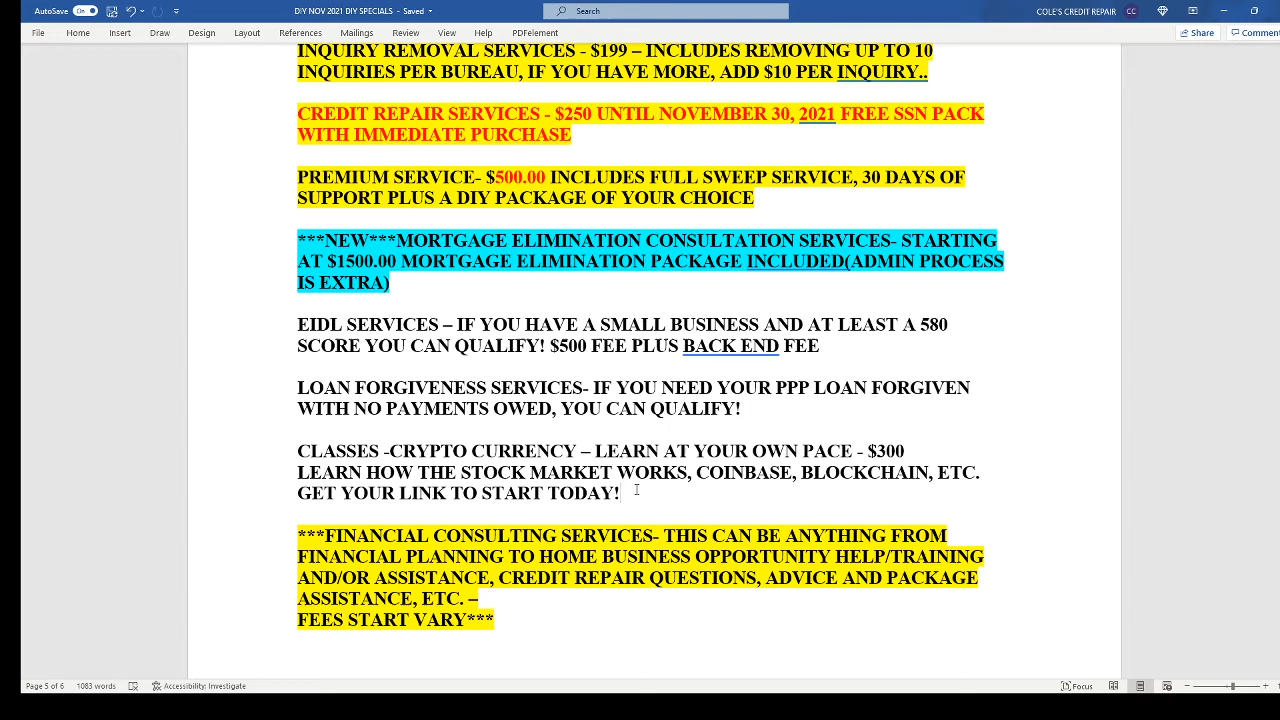 AutoSave On DIY NOV 2021 DIY SPECIALS - Saved Search COLE'S CREDIT REPAIR CC
File Home Insert Draw Design Layout References Mailings Review View Help PDFelement Share Comment
INQUIRY REMOVAL SERVICES - $199 – INCLUDES REMOVING UP TO 10
INQUIRIES PER BUREAU, IF YOU HAVE MORE, ADD $10 PER INQUIRY..
CREDIT REPAIR SERVICES - $250 UNTIL NOVEMBER 30, 2021 FREE SSN PACK
WITH IMMEDIATE PURCHASE
PREMIUM SERVICE- $500.00 INCLUDES FULL SWEEP SERVICE, 30 DAYS OF
SUPPORT PLUS A DIY PACKAGE OF YOUR CHOICE
***NEW***MORTGAGE ELIMINATION CONSULTATION SERVICES- STARTING
AT $1500.00 MORTGAGE ELIMINATION PACKAGE INCLUDED(ADMIN PROCESS
IS EXTRA)
EIDL SERVICES – IF YOU HAVE A SMALL BUSINESS AND AT LEAST A 580
SCORE YOU CAN QUALIFY! $500 FEE PLUS BACK END FEE
LOAN FORGIVENESS SERVICES- IF YOU NEED YOUR PPP LOAN FORGIVEN
WITH NO PAYMENTS OWED, YOU CAN QUALIFY!
CLASSES -CRYPTO CURRENCY – LEARN AT YOUR OWN PACE - $300
LEARN HOW THE STOCK MARKET WORKS, COINBASE, BLOCKCHAIN, ETC.
GET YOUR LINK TO START TODAY!
***FINANCIAL CONSULTING SERVICES- THIS CAN BE ANYTHING FROM
FINANCIAL PLANNING TO HOME BUSINESS OPPORTUNITY HELP/TRAINING
AND/OR ASSISTANCE, CREDIT REPAIR QUESTIONS, ADVICE AND PACKAGE
ASSISTANCE, ETC. –
FEES START VARY***
Page 5 of 6 1083 words Accessibility: Investigate Focus